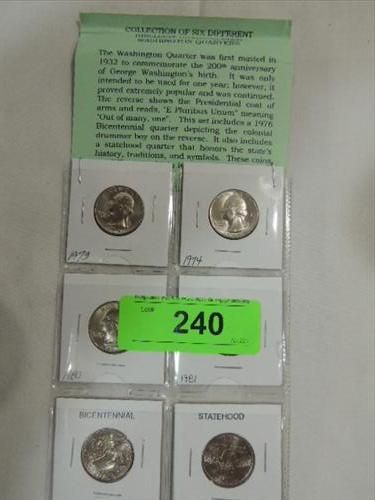 COLLECTION OF SIX DIFFERENT
WASHINGTON QUARTERS
The Washington Quarter was first minted in
1932 to commemorate the 200th anniversary
of George Washington's birth. It was only
intended to be used for one year; however, it
proved extremely popular and was continued.
The reverse shows the Presidential coat of
arms and reads, "E Pluribus Unum" meaning
"Out of many, one". This set includes a 1976
Bicentennial quarter depicting the colonial
drummer boy on the reverse. It also includes
a statehood quarter that honors the state's
history, traditions, and symbols. These coins,
1974
Lot#
240
1981
BICENTENNIAL
STATEHOOD